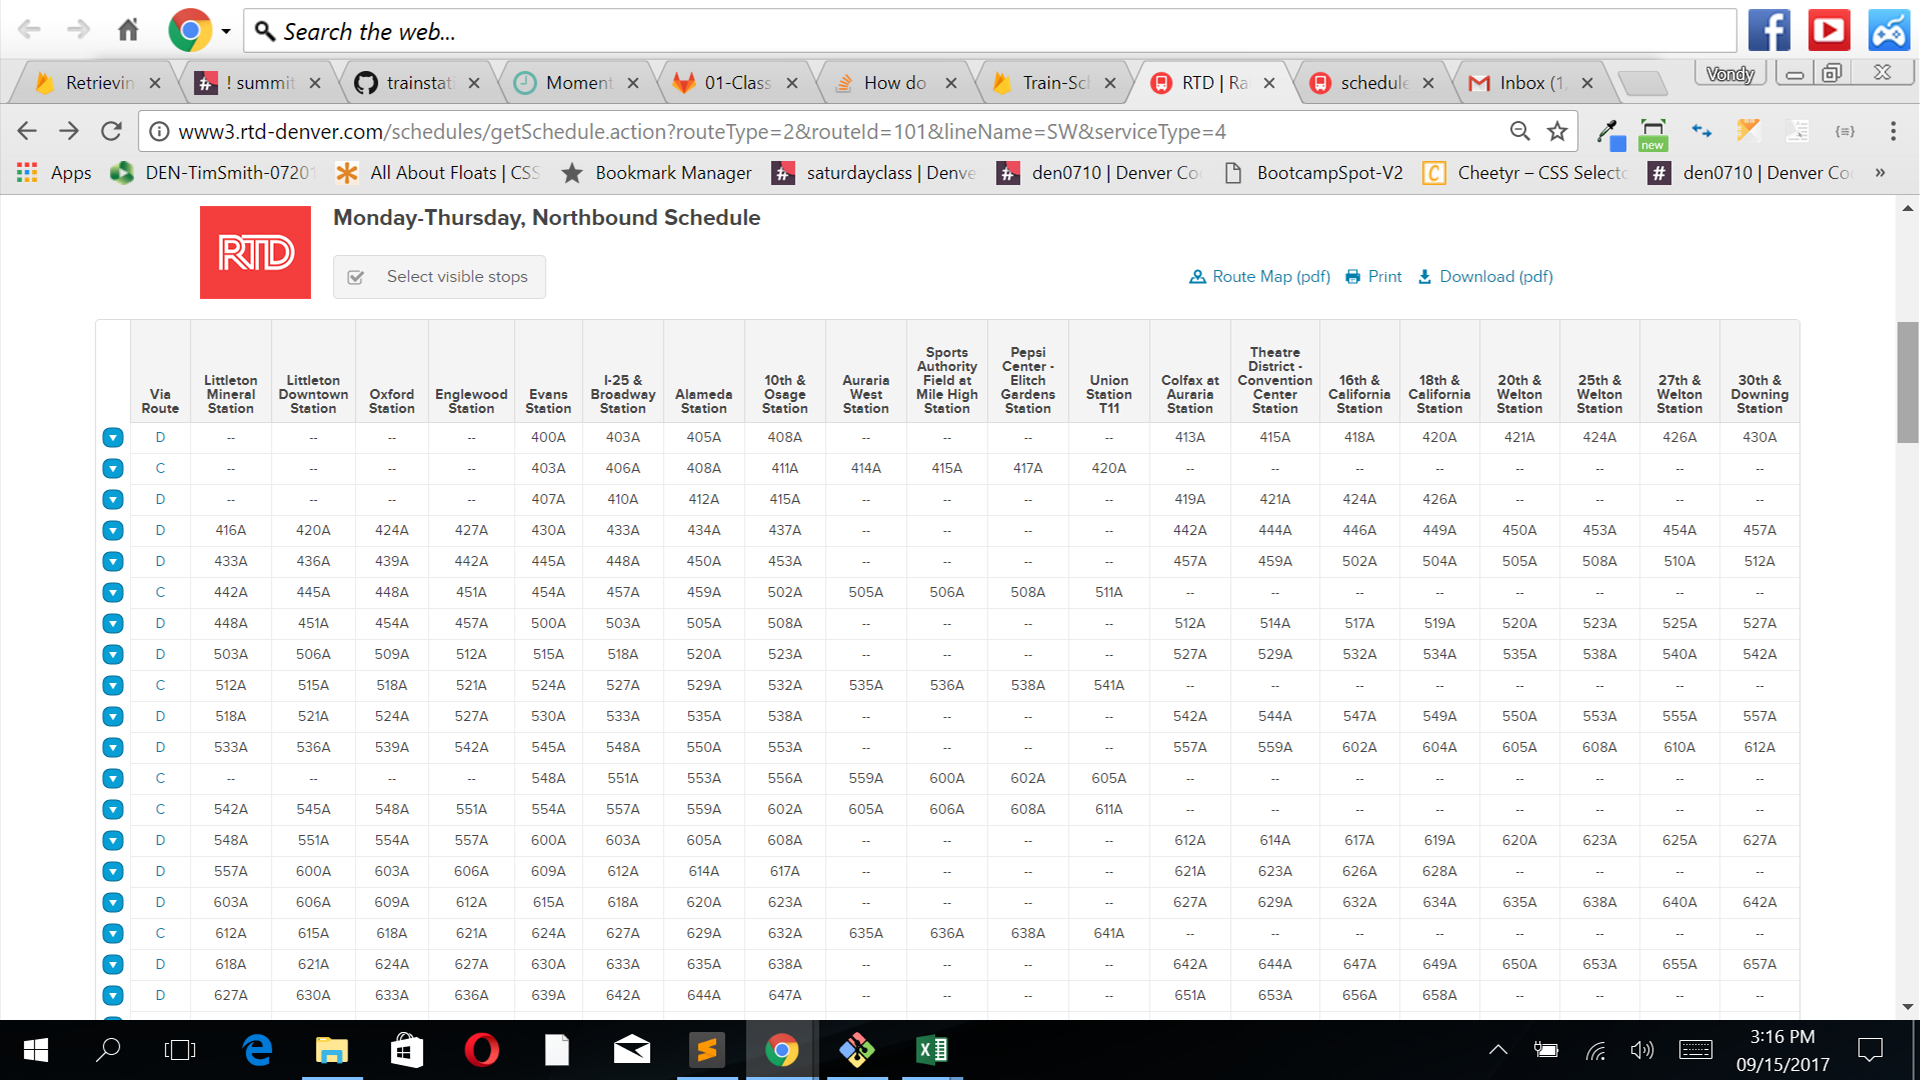 Search the web...
Retrievin
! summit
trainstati
Moment
01-Class
How do
Train-Sch
RTD | Ra
schedule
Inbox (1,
Vondy
www3.rtd-denver.com/schedules/getSchedule.action?routeType=2&routeId=101&lineName=SW&serviceType=4
new
Apps
DEN-TimSmith-07201
All About Floats | CSS
Bookmark Manager
saturdayclass | Denve
den0710 | Denver Co
BootcampSpot-V2
Cheetyr – CSS Selecto
den0710 | Denver Co
»
RTD
Monday-Thursday, Northbound Schedule
Select visible stops
Route Map (pdf) Print Download (pdf)
Via Route Littleton Mineral Station Littleton Downtown Station Oxford Station Englewood Station Evans Station I-25 & Broadway Station Alameda Station 10th & Osage Station Auraria West Station Sports Authority Field at Mile High Station Pepsi Center - Elitch Gardens Station Union Station T11 Colfax at Auraria Station Theatre District - Convention Center Station 16th & California Station 18th & California Station 20th & Welton Station 25th & Welton Station 27th & Welton Station 30th & Downing Station
D -- -- -- -- 400A 403A 405A 408A -- -- -- -- 413A 415A 418A 420A 421A 424A 426A 430A
C -- -- -- -- 403A 406A 408A 411A 414A 415A 417A 420A -- -- -- -- -- -- -- --
D -- -- -- -- 407A 410A 412A 415A -- -- -- -- 419A 421A 424A 426A -- -- -- --
D 416A 420A 424A 427A 430A 433A 434A 437A -- -- -- -- 442A 444A 446A 449A 450A 453A 454A 457A
D 433A 436A 439A 442A 445A 448A 450A 453A -- -- -- -- 457A 459A 502A 504A 505A 508A 510A 512A
C 442A 445A 448A 451A 454A 457A 459A 502A 505A 506A 508A 511A -- -- -- -- -- -- -- --
D 448A 451A 454A 457A 500A 503A 505A 508A -- -- -- -- 512A 514A 517A 519A 520A 523A 525A 527A
D 503A 506A 509A 512A 515A 518A 520A 523A -- -- -- -- 527A 529A 532A 534A 535A 538A 540A 542A
C 512A 515A 518A 521A 524A 527A 529A 532A 535A 536A 538A 541A -- -- -- -- -- -- -- --
D 518A 521A 524A 527A 530A 533A 535A 538A -- -- -- -- 542A 544A 547A 549A 550A 553A 555A 557A
D 533A 536A 539A 542A 545A 548A 550A 553A -- -- -- -- 557A 559A 602A 604A 605A 608A 610A 612A
C -- -- -- -- 548A 551A 553A 556A 559A 600A 602A 605A -- -- -- -- -- -- -- --
C 542A 545A 548A 551A 554A 557A 559A 602A 605A 606A 608A 611A -- -- -- -- -- -- -- --
D 548A 551A 554A 557A 600A 603A 605A 608A -- -- -- -- 612A 614A 617A 619A 620A 623A 625A 627A
D 557A 600A 603A 606A 609A 612A 614A 617A -- -- -- -- 621A 623A 626A 628A -- -- -- --
D 603A 606A 609A 612A 615A 618A 620A 623A -- -- -- -- 627A 629A 632A 634A 635A 638A 640A 642A
C 612A 615A 618A 621A 624A 627A 629A 632A 635A 636A 638A 641A -- -- -- -- -- -- -- --
D 618A 621A 624A 627A 630A 633A 635A 638A -- -- -- -- 642A 644A 647A 649A 650A 653A 655A 657A
D 627A 630A 633A 636A 639A 642A 644A 647A -- -- -- -- 651A 653A 656A 658A -- -- -- --
3:16 PM
09/15/2017